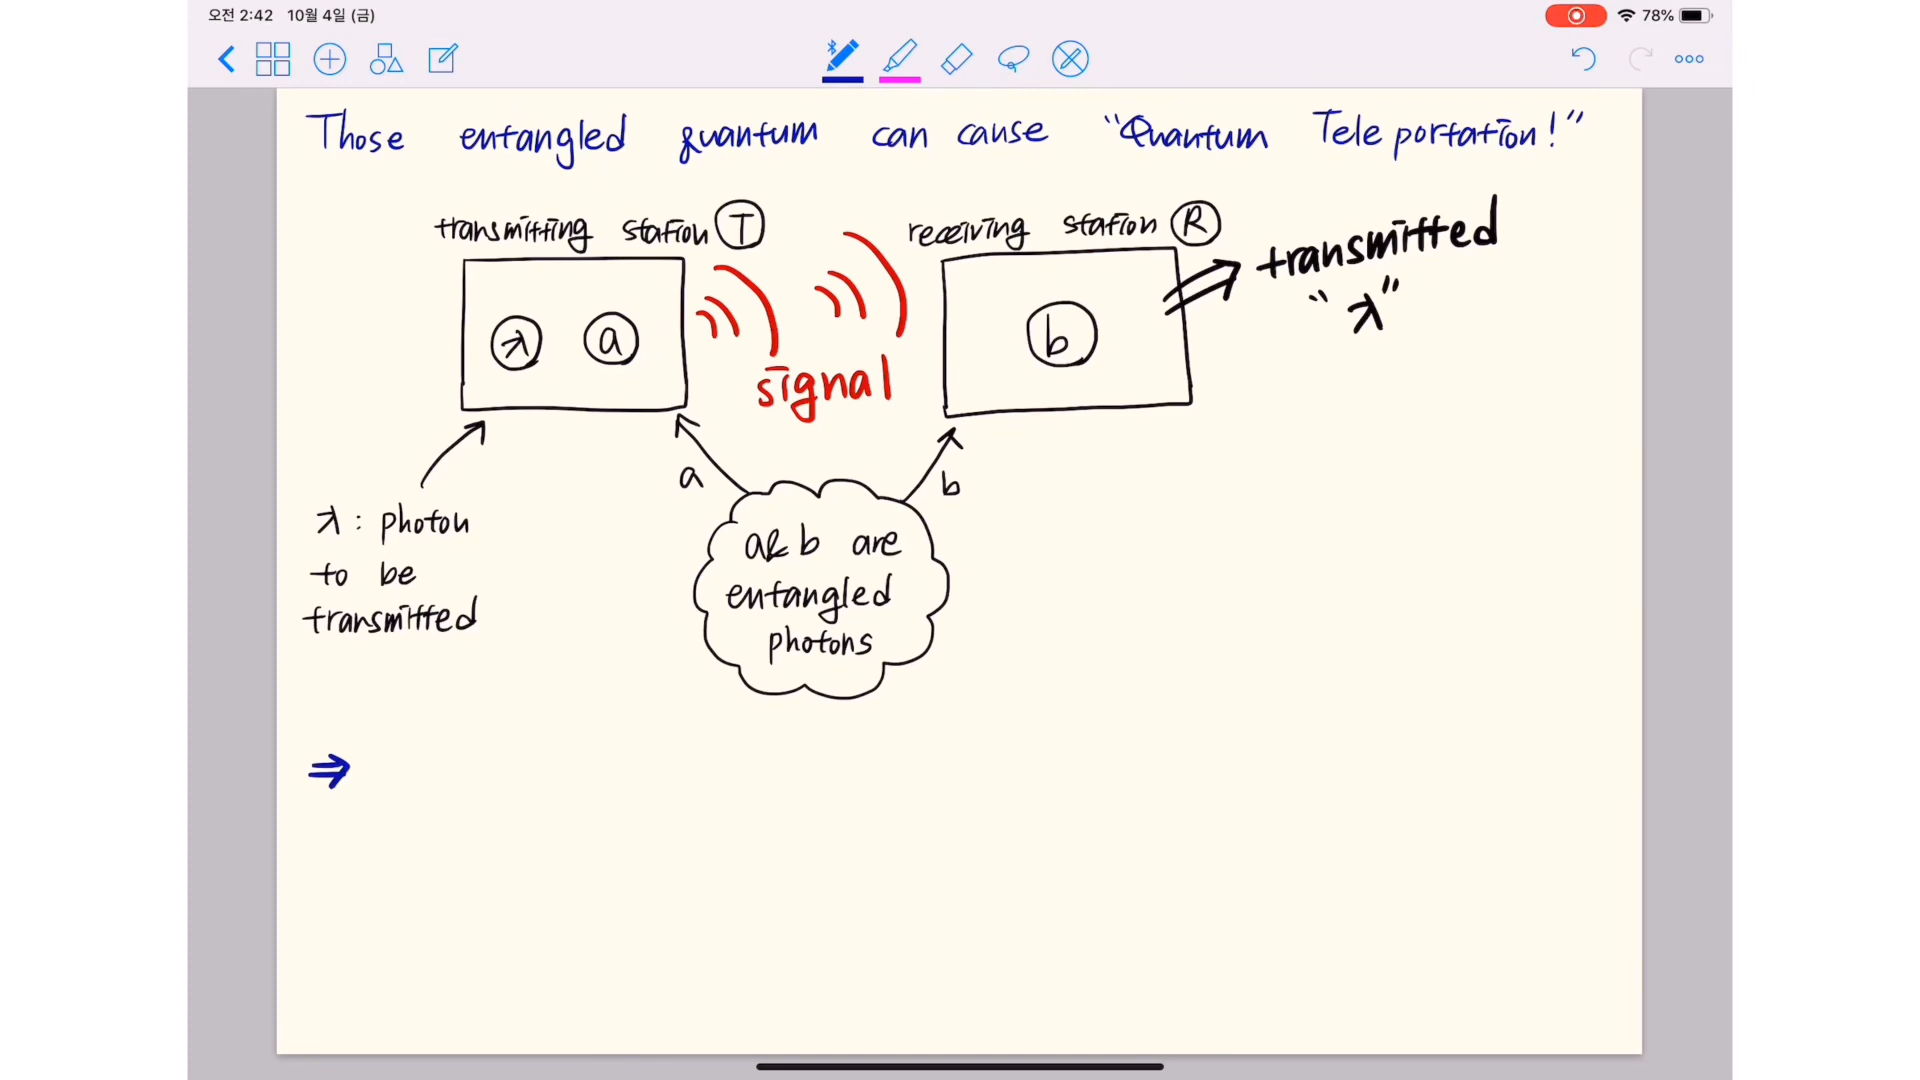 오전 2:42 10월 4일 (금)
78%
Those entangled quantum can cause "Quantum Teleportation!"
transmitting station T
receiving station R
transmitted
"λ"
λ a
b
signal
a
b
λ: photon
to be
transmitted
a&b are
entangled
photons
⇒